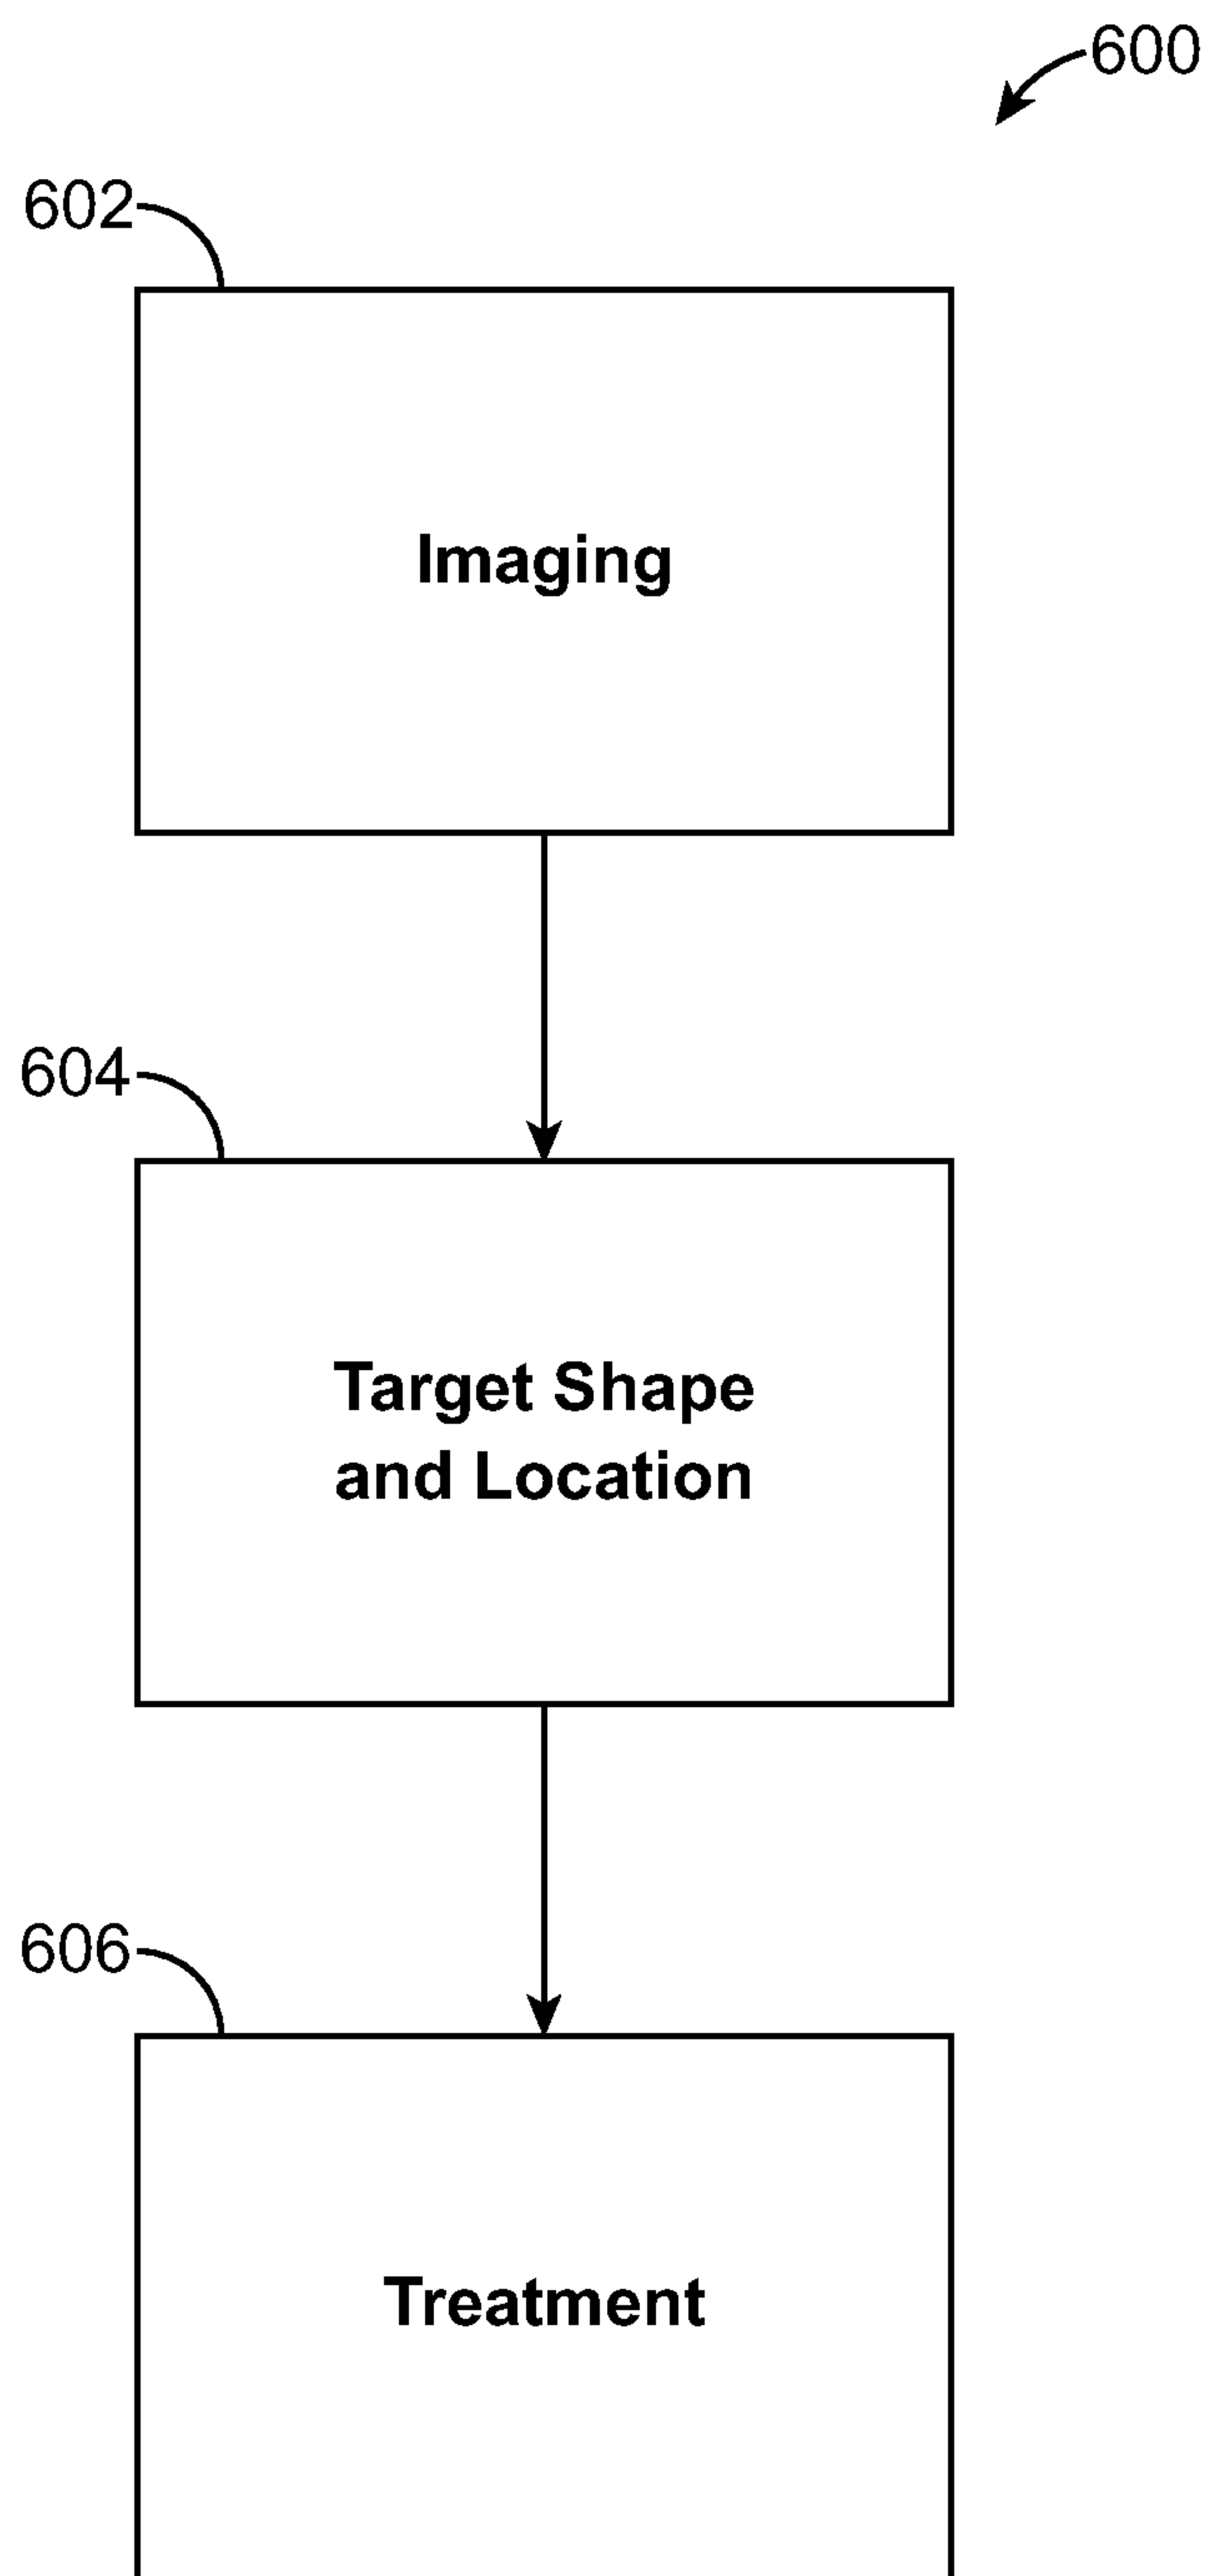 600
602
Imaging
604
Target Shape
and Location
606
Treatment